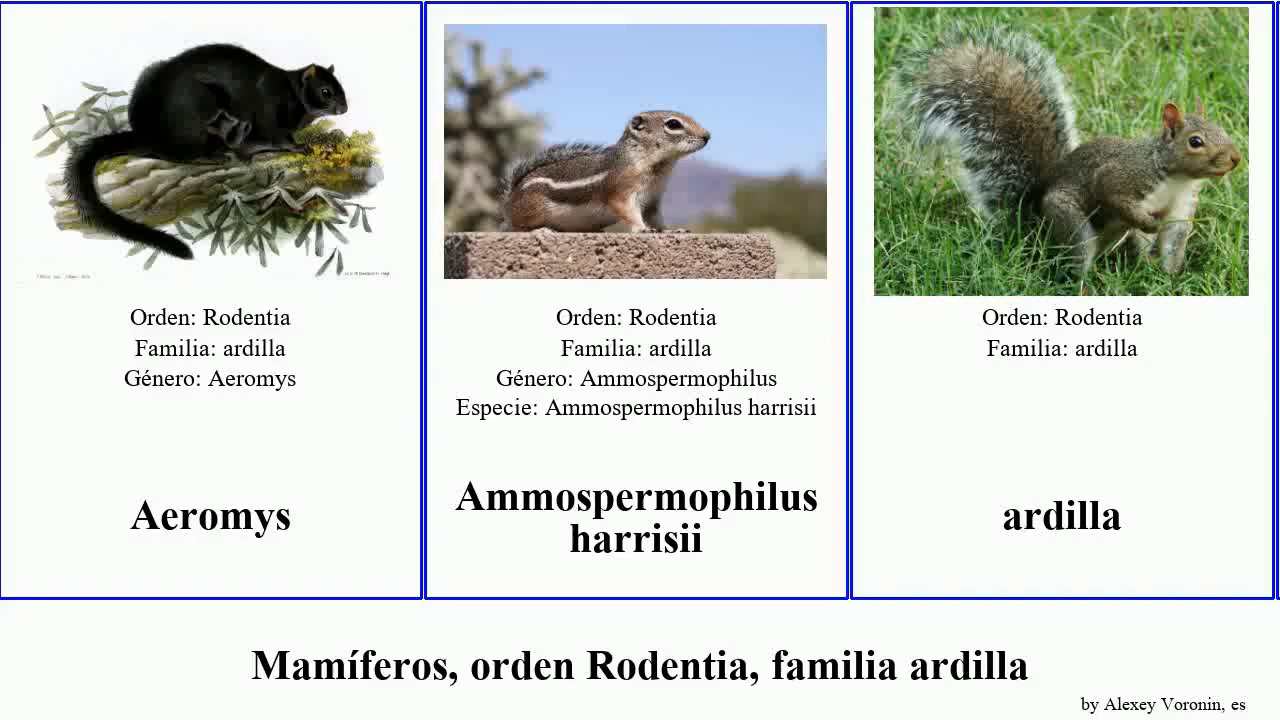 Orden: Rodentia
Familia: ardilla
Género: Aeromys
Aeromys
Orden: Rodentia
Familia: ardilla
Género: Ammospermophilus
Especie: Ammospermophilus harrisii
Ammospermophilus
harrisii
Orden: Rodentia
Familia: ardilla
ardilla
Mamíferos, orden Rodentia, familia ardilla
by Alexey Voronin, es